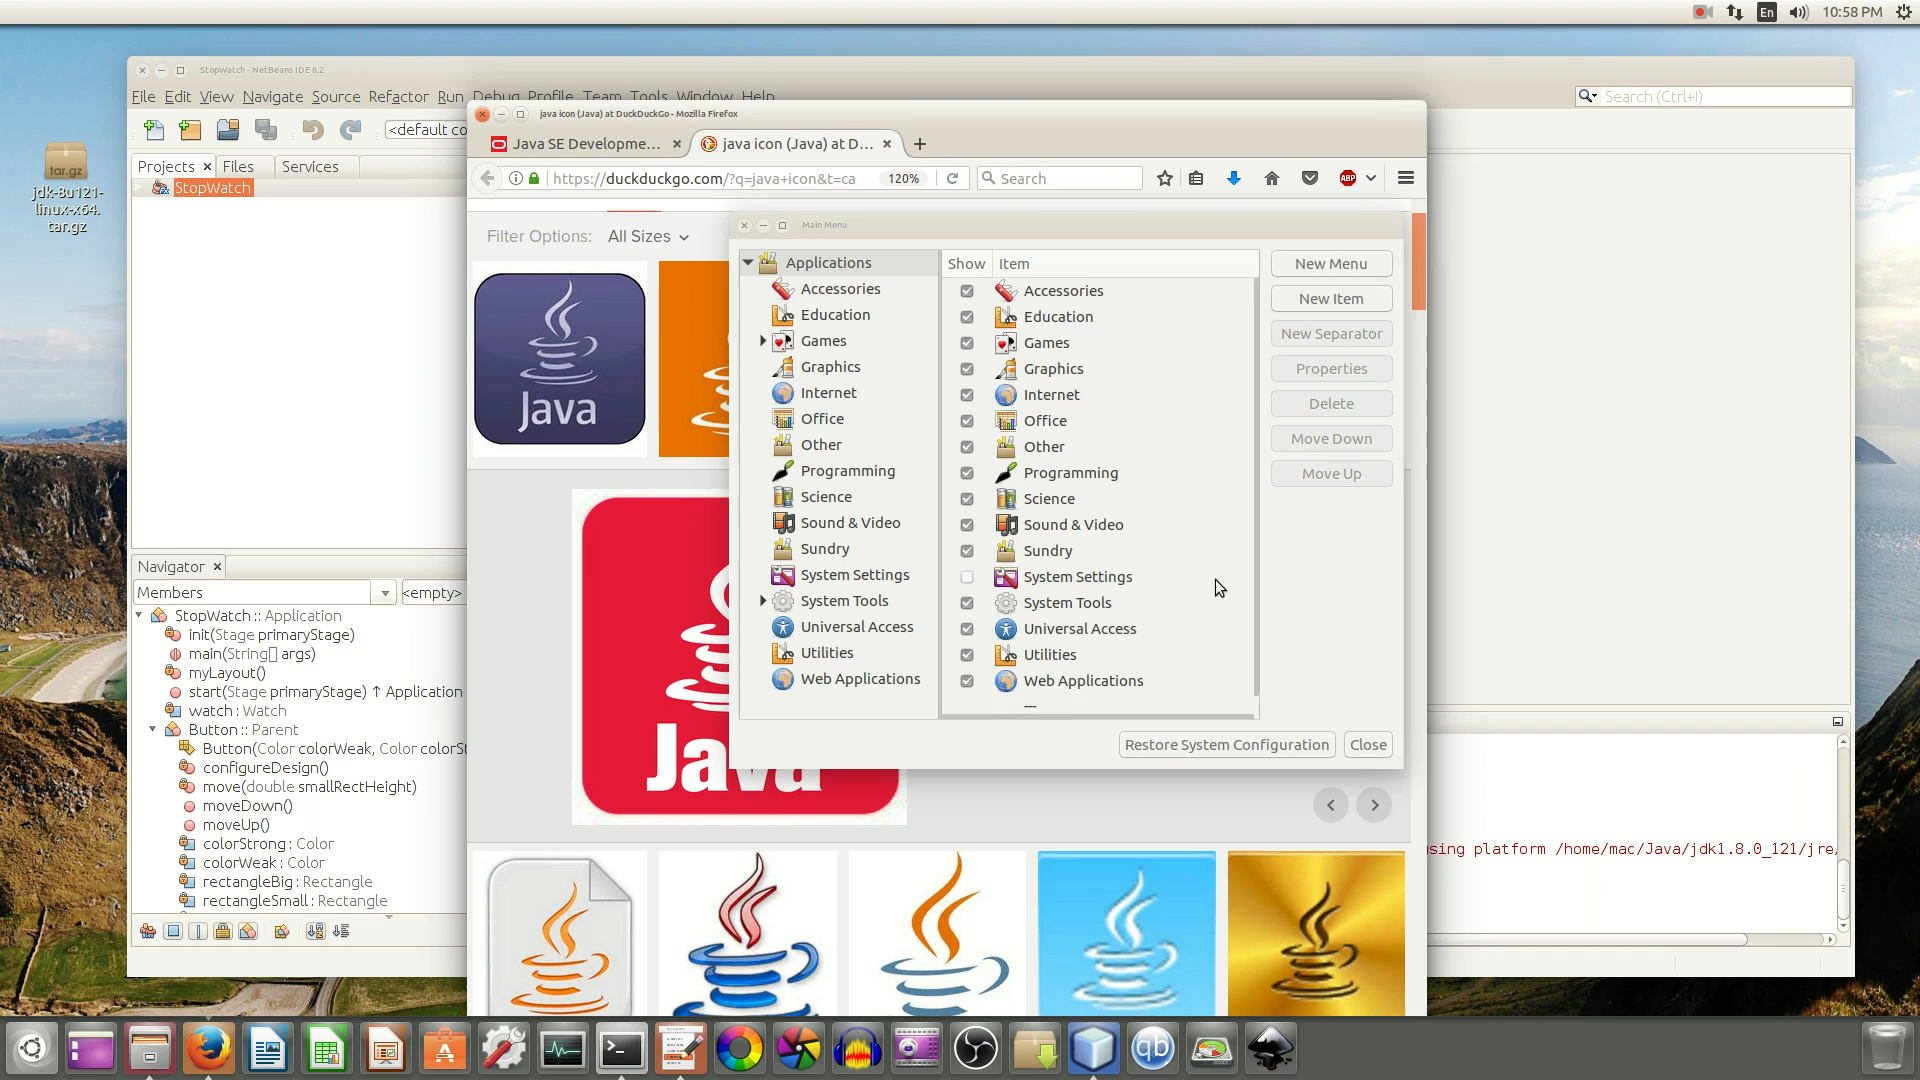 En
10:58 PM
StopWatch - NetBeans IDE 8.2
File Edit View Navigate Source Refactor Run Debug Profile Team Tools Window Help
Search (Ctrl+I)
<default co
tar.gz
jdk-8u121-
linux-x64.
tar.gz
Projects Files Services
StopWatch
Navigator
Members
<empty>
StopWatch :: Application
init(Stage primaryStage)
main(String[] args)
myLayout()
start(Stage primaryStage) ↑ Application
watch : Watch
Button :: Parent
Button(Color colorWeak, Color colorSt
configureDesign()
move(double smallRectHeight)
moveDown()
moveUp()
colorStrong : Color
colorWeak : Color
rectangleBig : Rectangle
rectangleSmall : Rectangle
java icon (Java) at DuckDuckGo - Mozilla Firefox
Java SE Developme...
java icon (Java) at D...
https://duckduckgo.com/?q=java+icon&t=ca
120%
Search
ABP
Filter Options: All Sizes
Java
Java
Main Menu
Applications
Accessories
Education
Games
Graphics
Internet
Office
Other
Programming
Science
Sound & Video
Sundry
System Settings
System Tools
Universal Access
Utilities
Web Applications
Show Item
Accessories
Education
Games
Graphics
Internet
Office
Other
Programming
Science
Sound & Video
Sundry
System Settings
System Tools
Universal Access
Utilities
Web Applications
---
New Menu
New Item
New Separator
Properties
Delete
Move Down
Move Up
Restore System Configuration
Close
sing platform /home/mac/Java/jdk1.8.0_121/jre/
qb